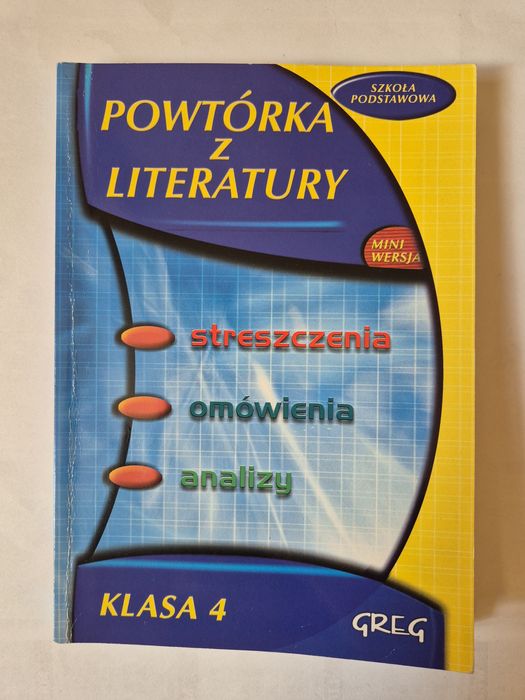 SZKOŁA
PODSTAWOWA
POWTÓRKA
Z
LITERATURY
MINI
WERSJA
streszczenia
omówienia
analizy
KLASA 4
GREG